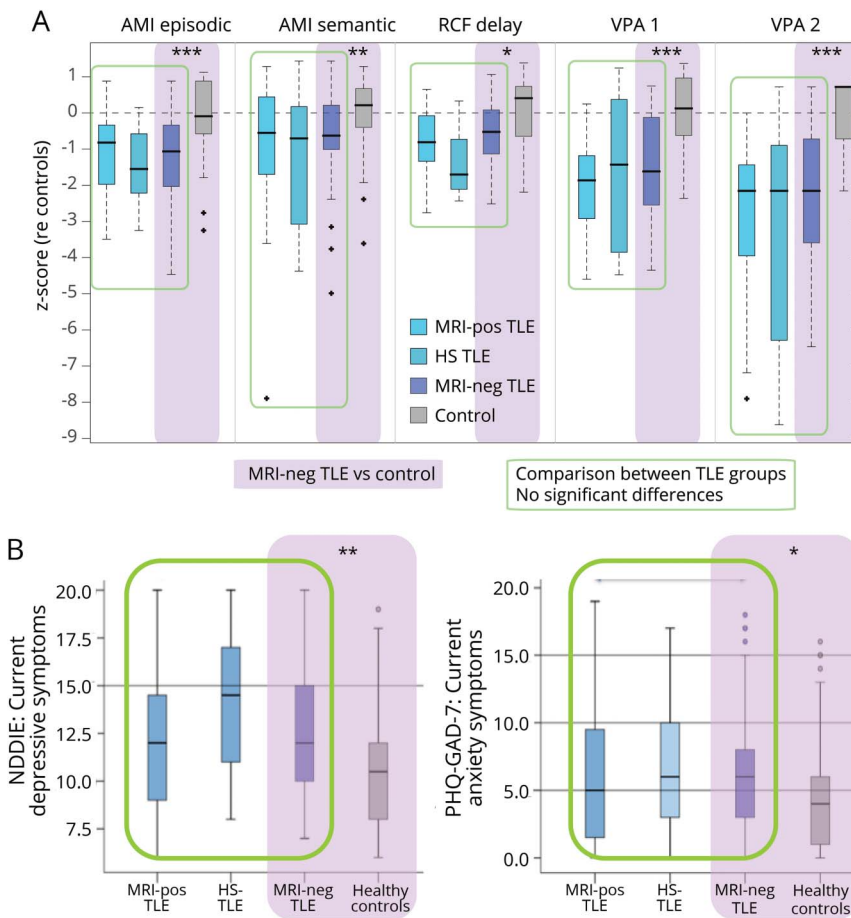 A
AMI episodic AMI semantic RCF delay VPA 1 VPA 2
*** ** * *** ***
z-score (re controls)
1
0
-1
-2
-3
-4
-5
-6
-7
-8
-9
MRI-pos TLE
HS TLE
MRI-neg TLE
Control
MRI-neg TLE vs control
Comparison between TLE groups
No significant differences
B
**
NDDIE: Current
depressive symptoms
20.0
17.5
15.0
12.5
10.0
7.5
MRI-pos HS- MRI-neg Healthy
TLE TLE TLE controls
*
PHQ-GAD-7: Current
anxiety symptoms
20.0
15.0
10.0
5.0
0.0
MRI-pos HS- MRI-neg Healthy
TLE TLE TLE controls